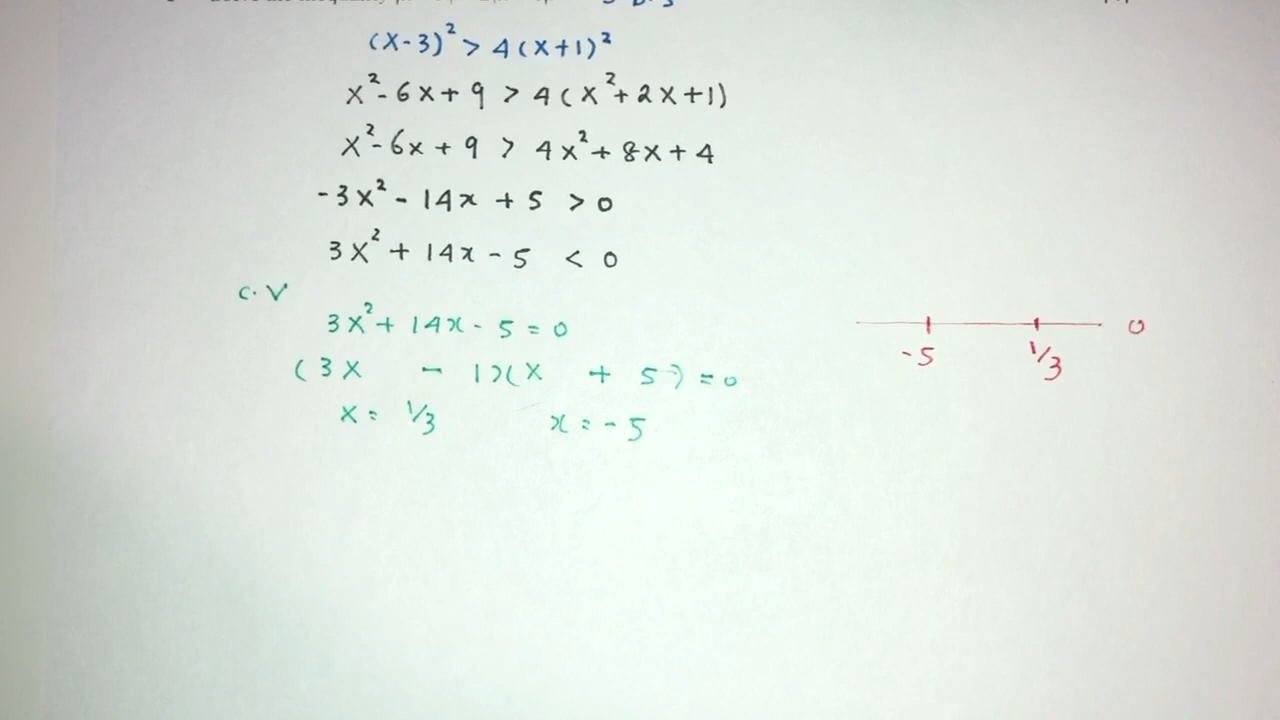 (x-3)² > 4(x+1)²
x²-6x+9 > 4(x²+2x+1)
x²-6x+9 > 4x²+8x+4
-3x²-14x+5 >0
3x²+14x-5 < 0
C.V
3x²+14x-5=0
(3x - 1)(x + 5)=0
x= 1/3 x=-5
-5 1/3 0